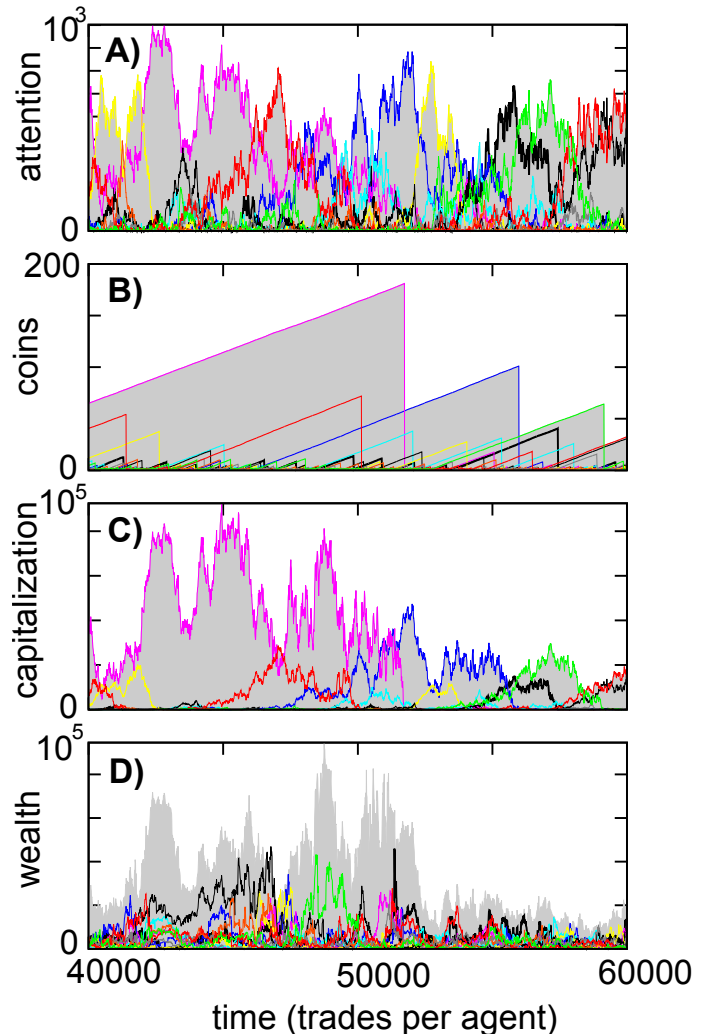 10³
A)
attention
0
200
B)
coins
0
10⁵
C)
capitalization
0
10⁵
D)
wealth
0
40000 50000 60000
time (trades per agent)